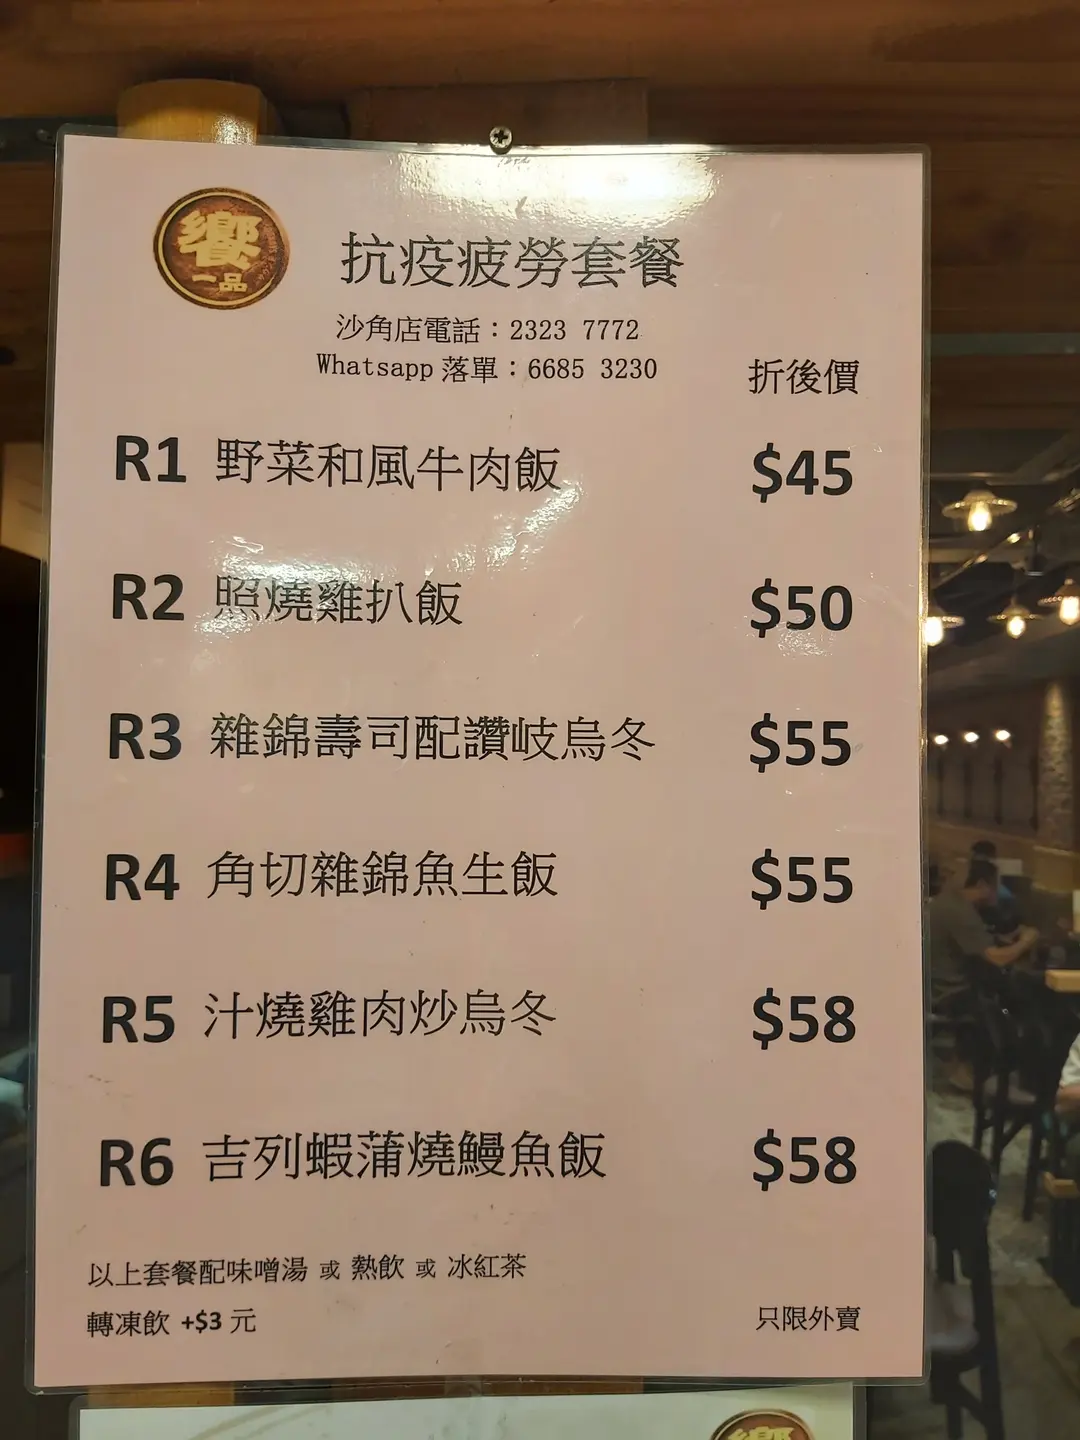 饗
一品
抗疫疲勞套餐
沙角店電話：2323 7772
Whatsapp 落單：6685 3230
折後價
R1 野菜和風牛肉飯 $45
R2 照燒雞扒飯 $50
R3 雜錦壽司配讚岐烏冬 $55
R4 角切雜錦魚生飯 $55
R5 汁燒雞肉炒烏冬 $58
R6 吉列蝦蒲燒鰻魚飯 $58
以上套餐配味噌湯 或 熱飲 或 冰紅茶
轉凍飲 +$3 元
只限外賣
饗